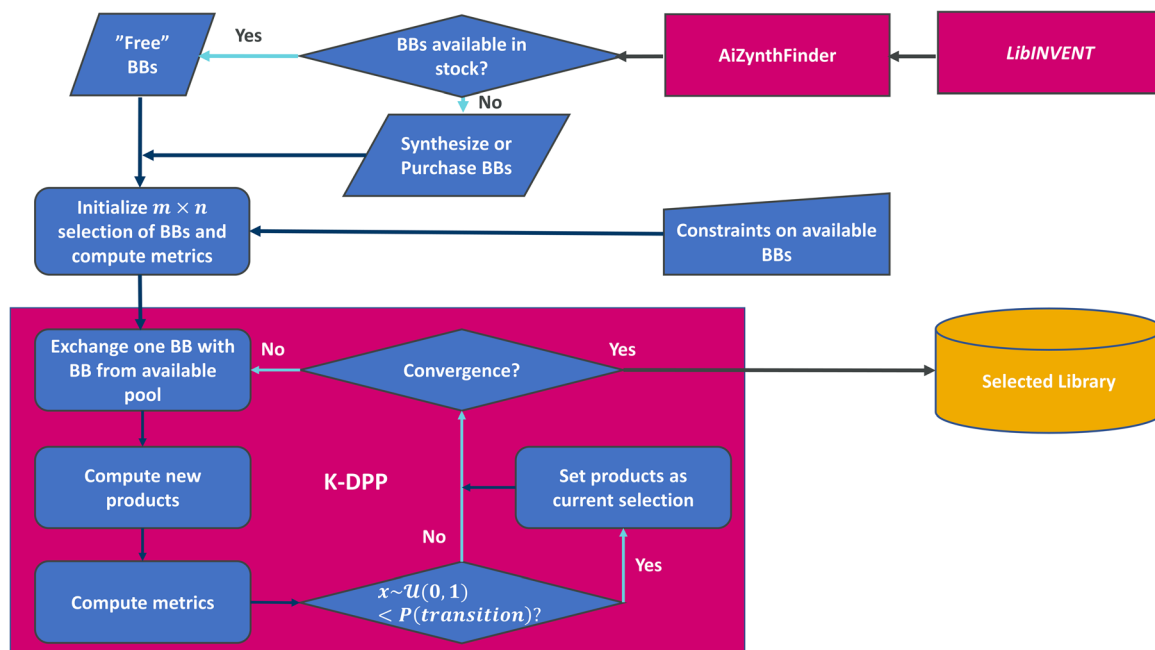 ”Free”
BBs
Yes
BBs available in
stock?
AiZynthFinder
LibINVENT
No
Synthesize or
Purchase BBs
Initialize m × n
selection of BBs and
compute metrics
Constraints on available
BBs
Exchange one BB with
BB from available
pool
No
Convergence?
Yes
Selected Library
Compute new
products
K-DPP
Set products as
current selection
No
Yes
Compute metrics
x~𝒰(0, 1)
< P(transition)?